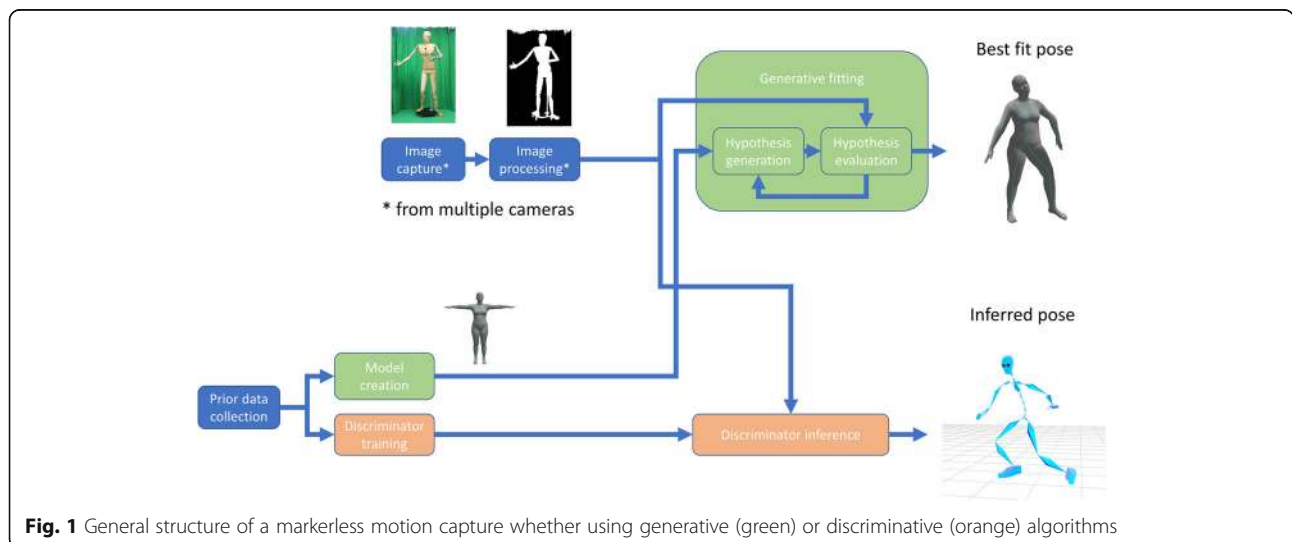 Best fit pose
Generative fitting
Image
capture*
Image
processing*
Hypothesis
generation
Hypothesis
evaluation
* from multiple cameras
Inferred pose
Model
creation
Prior data
collection
Discriminator
training
Discriminator inference
Fig. 1 General structure of a markerless motion capture whether using generative (green) or discriminative (orange) algorithms